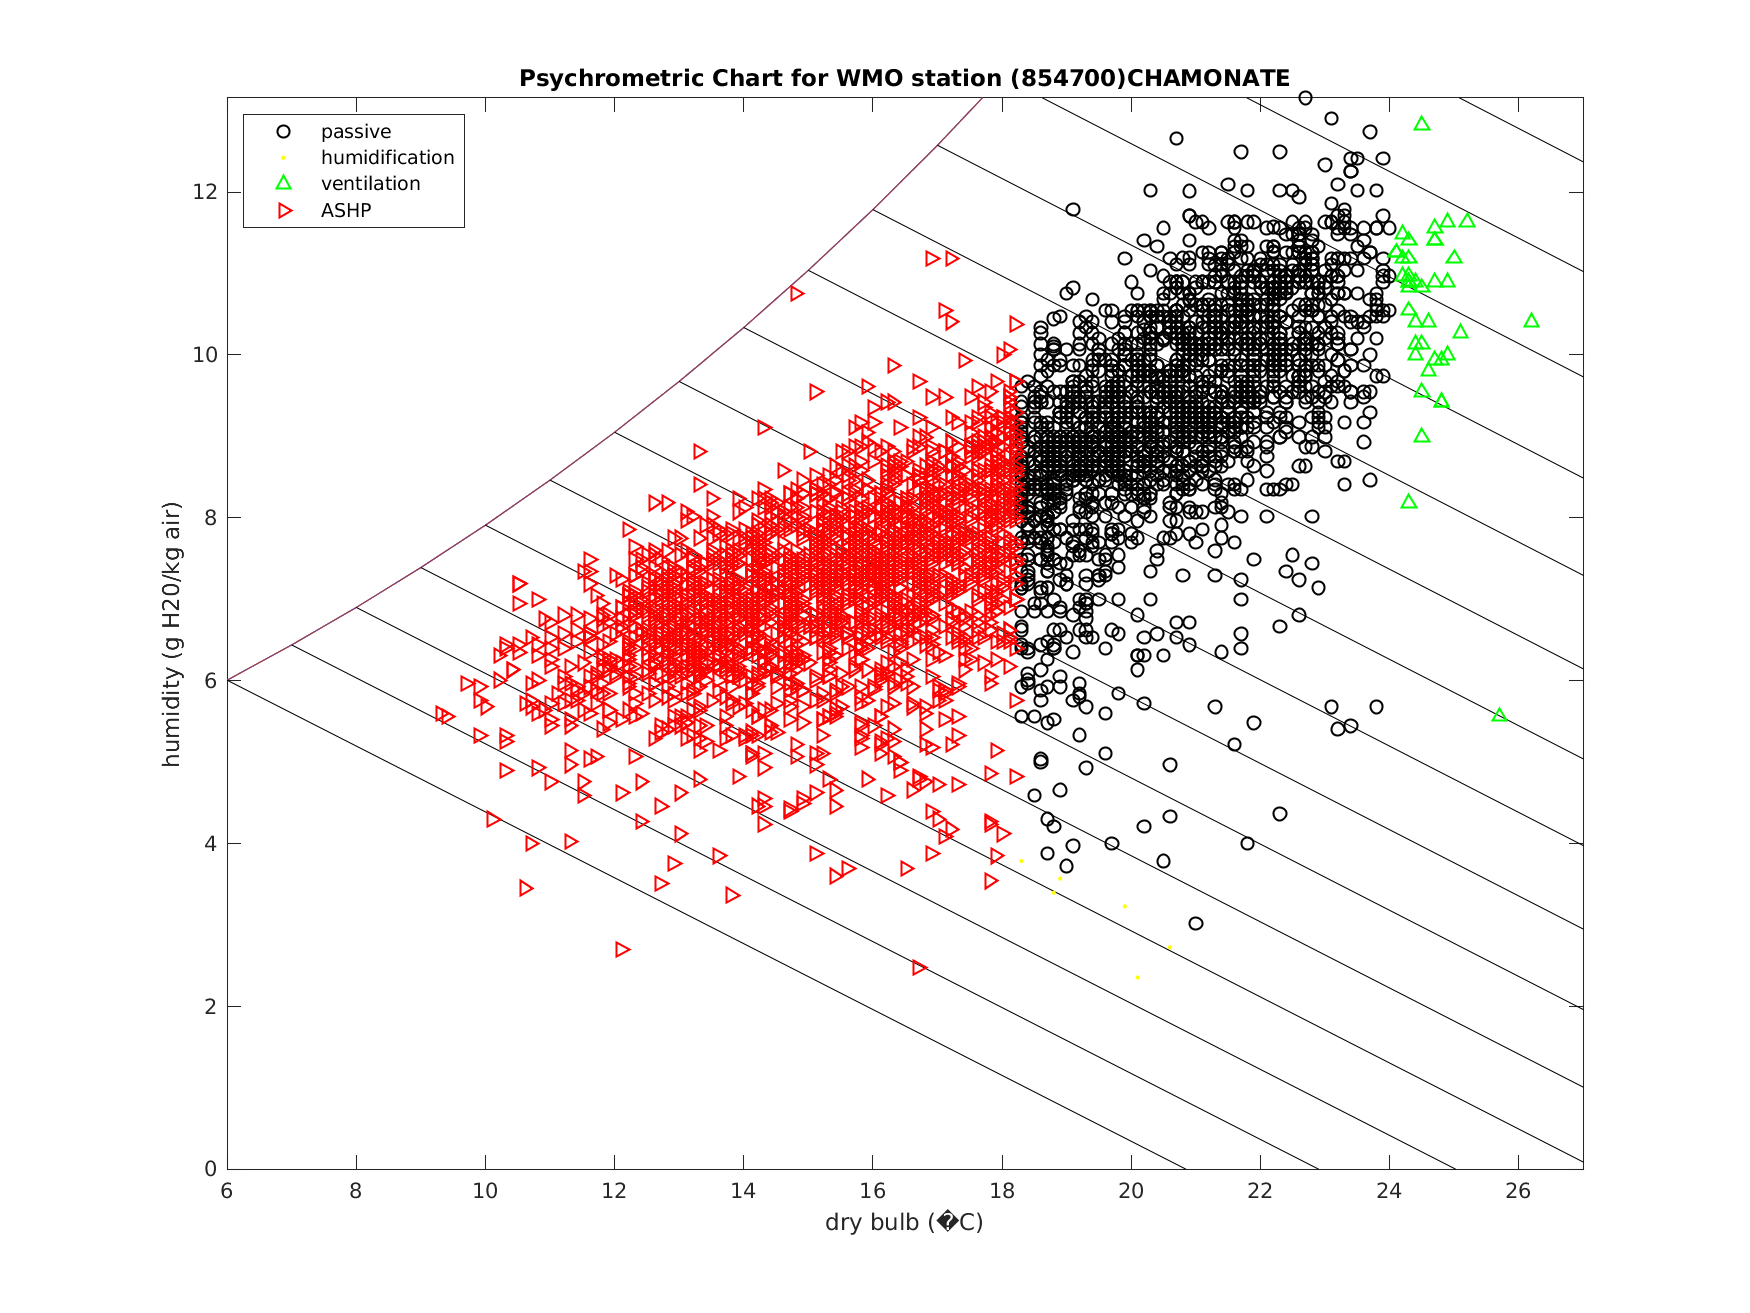 Psychrometric Chart for WMO station (854700)CHAMONATE
passive
humidification
ventilation
ASHP
humidity (g H20/kg air)
12
10
8
6
4
2
0
6 8 10 12 14 16 18 20 22 24 26
dry bulb (�C)